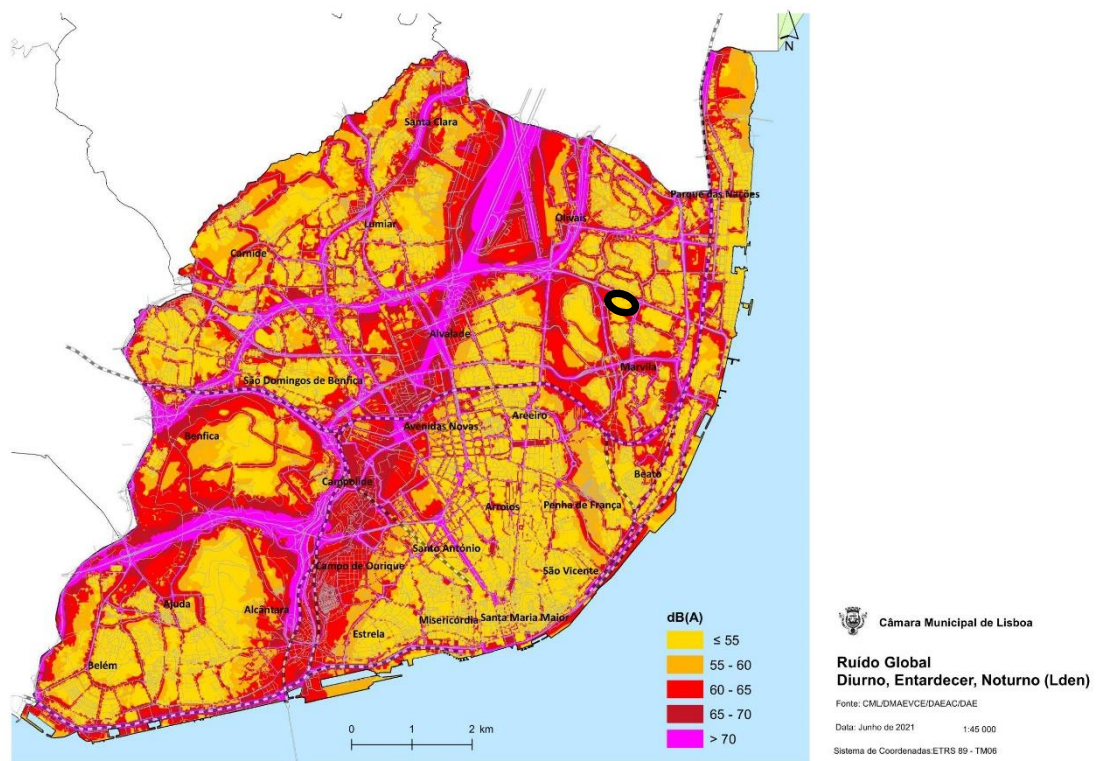 N
Santa Clara
Parque das Nações
Olivais
Lumiar
Carnide
Alvalade
São Domingos de Benfica
Marvila
Areeiro
Avenidas Novas
Benfica
Beato
Campolide
Arroios
Penha de França
Santo António
Campo de Ourique
São Vicente
Ajuda
Alcântara
Misericórdia
Santa Maria Maior
Estrela
Belém
0 1 2 km
dB(A)
≤ 55
55 - 60
60 - 65
65 - 70
> 70
Câmara Municipal de Lisboa
Ruído Global
Diurno, Entardecer, Noturno (Lden)
Fonte: CML/DMAEVCE/DAEAC/DAE
Data: Junho de 2021 1:45 000
Sistema de Coordenadas:ETRS 89 - TM06